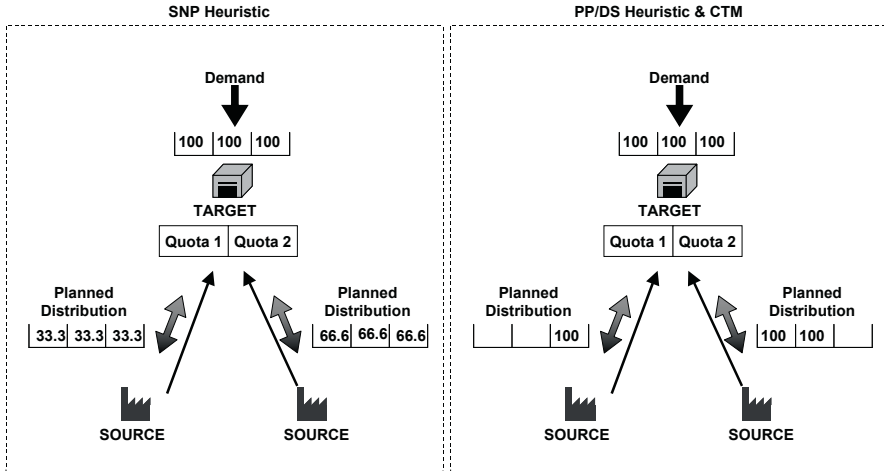 SNP Heuristic
Demand
100 100 100
TARGET
Quota 1 Quota 2
Planned
Distribution
33.3 33.3 33.3
Planned
Distribution
66.6 66.6 66.6
SOURCE
SOURCE
PP/DS Heuristic & CTM
Demand
100 100 100
TARGET
Quota 1 Quota 2
Planned
Distribution
100
Planned
Distribution
100 100
SOURCE
SOURCE